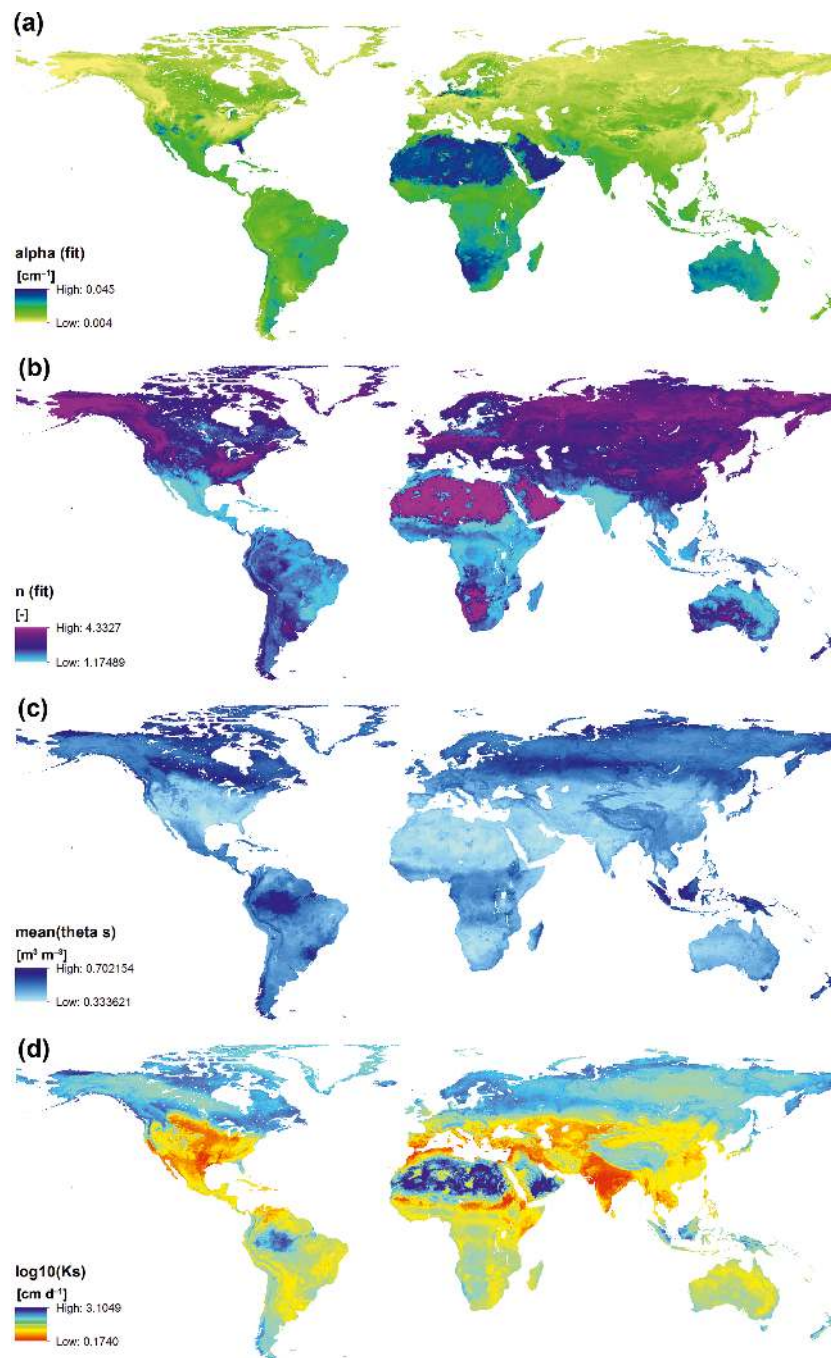 (a)
alpha (fit)
[cm⁻¹]
High: 0.045
Low: 0.004
(b)
n (fit)
[-]
High: 4.3327
Low: 1.17489
(c)
mean(theta s)
[m³ m⁻³]
High: 0.702154
Low: 0.333621
(d)
log10(Ks)
[cm d⁻¹]
High: 3.1049
Low: 0.1740